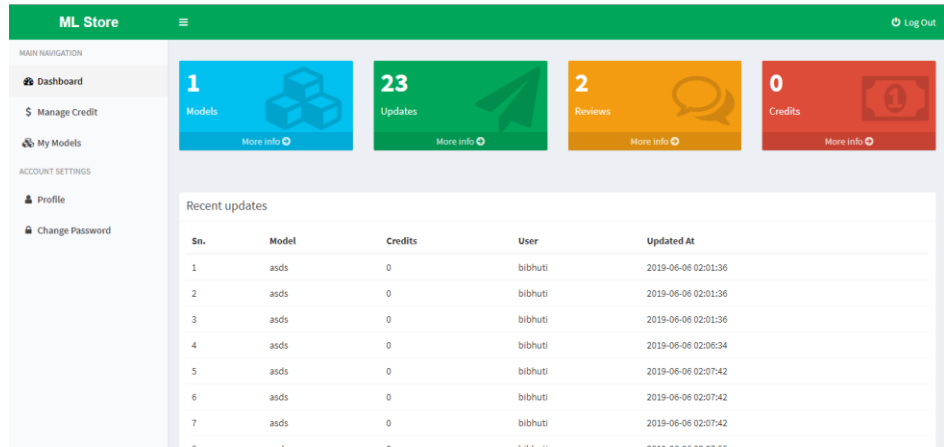 ML Store
Log Out
MAIN NAVIGATION
Dashboard
$ Manage Credit
My Models
ACCOUNT SETTINGS
Profile
Change Password
1
Models
More info
23
Updates
More info
2
Reviews
More info
0
Credits
More info
Recent updates
Sn. Model Credits User Updated At
1 asds 0 bibhuti 2019-06-06 02:01:36
2 asds 0 bibhuti 2019-06-06 02:01:36
3 asds 0 bibhuti 2019-06-06 02:01:36
4 asds 0 bibhuti 2019-06-06 02:06:34
5 asds 0 bibhuti 2019-06-06 02:07:42
6 asds 0 bibhuti 2019-06-06 02:07:42
7 asds 0 bibhuti 2019-06-06 02:07:42